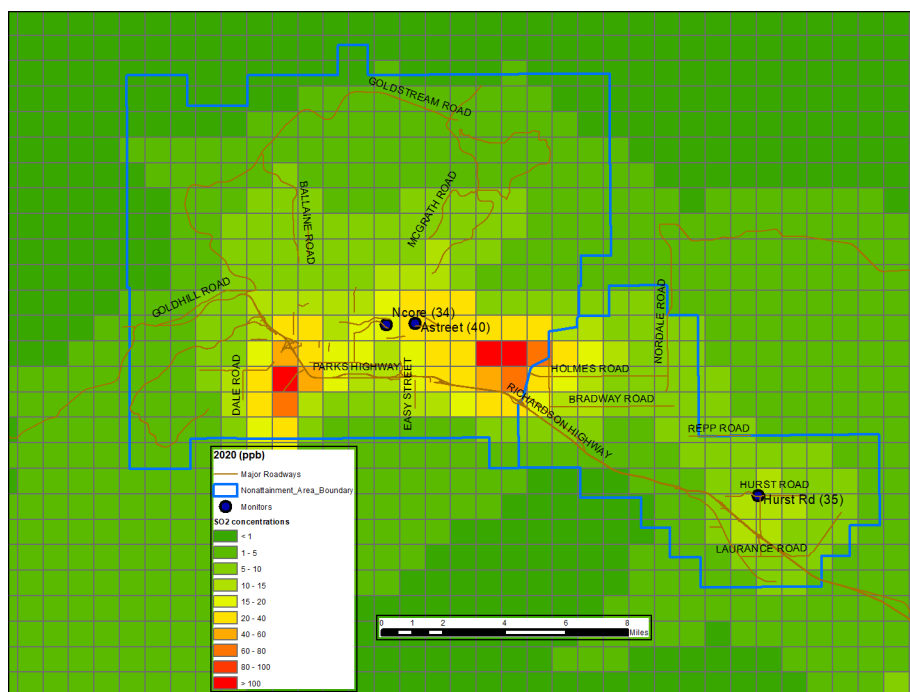 GOLDSTREAM ROAD
BALLAINE ROAD
MCGRATH ROAD
GOLDHILL ROAD
NORDALE ROAD
Ncore (34)
Astreet (40)
DALE ROAD
PARKS HIGHWAY
EASY STREET
HOLMES ROAD
RICHARDSON HIGHWAY
BRADWAY ROAD
REPP ROAD
HURST ROAD
Hurst Rd (35)
LAURANCE ROAD
2020 (ppb)
Major Roadways
Nonattainment_Area_Boundary
Monitors
SO2 concentrations
< 1
1 - 5
5 - 10
10 - 15
15 - 20
20 - 40
40 - 60
60 - 80
80 - 100
> 100
0 1 2 4 6 8
Miles